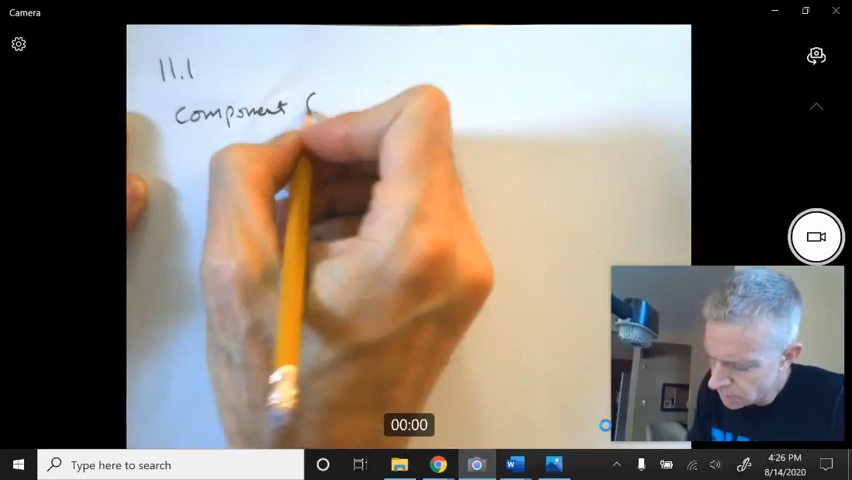 Camera
11.1
Component
00:00
Type here to search
4:26 PM
8/14/2020